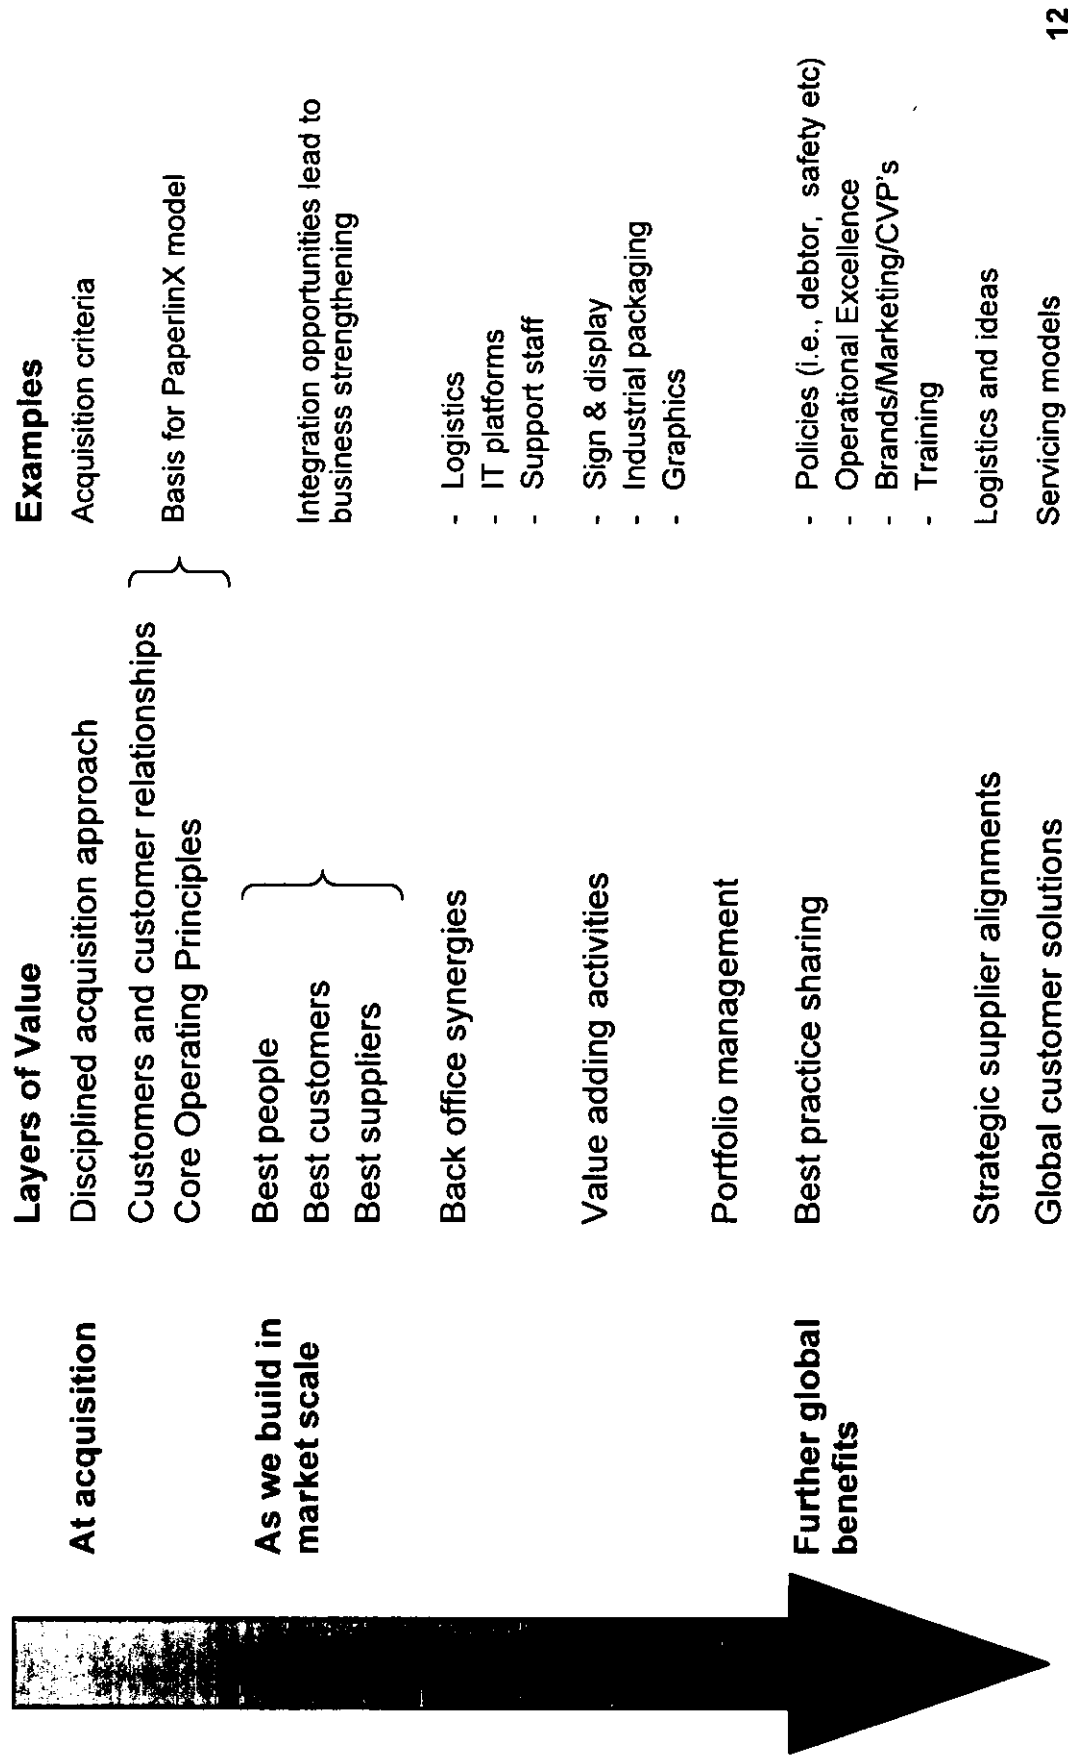 Layers of Value
Examples
At acquisition
Disciplined acquisition approach
Acquisition criteria
Customers and customer relationships
Core Operating Principles
Basis for PaperlinX model
As we build in
market scale
Best people
Best customers
Best suppliers
Integration opportunities lead to
business strengthening
Back office synergies
- Logistics
- IT platforms
- Support staff
Value adding activities
- Sign & display
- Industrial packaging
- Graphics
Portfolio management
Further global
benefits
Best practice sharing
- Policies (i.e., debtor, safety etc)
- Operational Excellence
- Brands/Marketing/CVP's
- Training
Strategic supplier alignments
Logistics and ideas
Global customer solutions
Servicing models
12